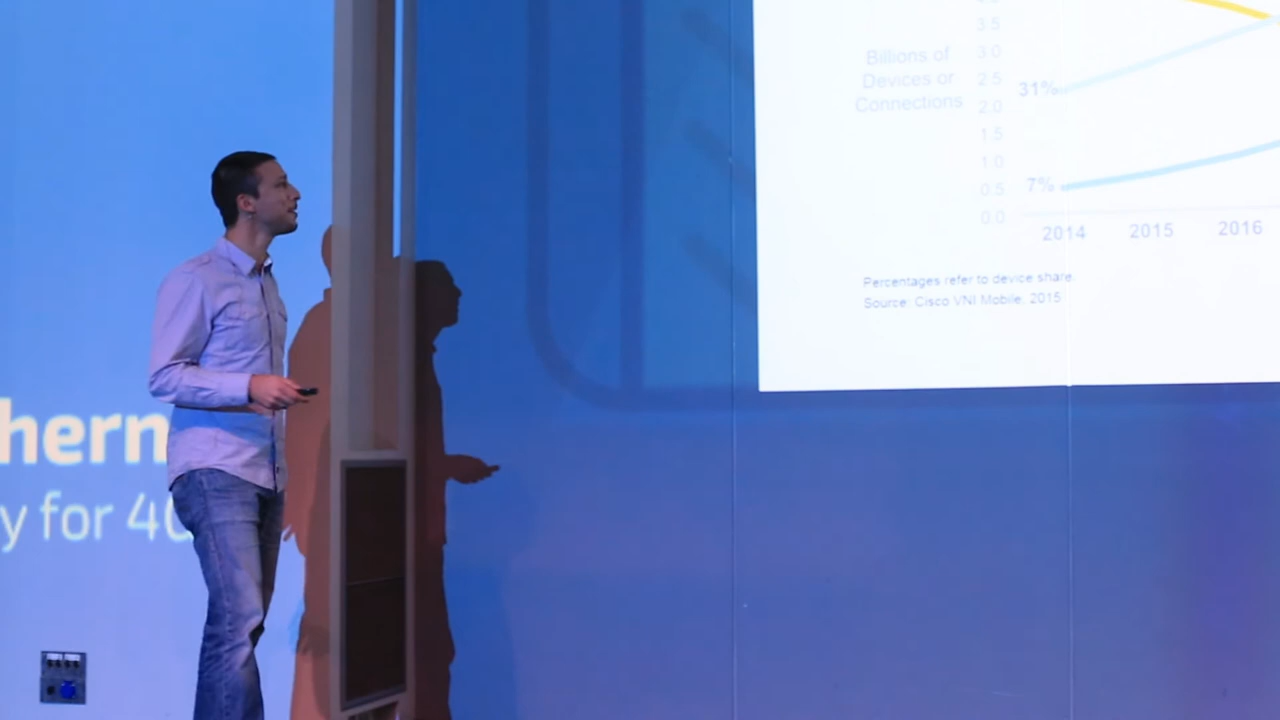 hern
y for 40
3.5
Billions of
Devices or
Connections
3.0
2.5
2.0
1.5
1.0
0.5
0.0
31%
7%
2014 2015 2016
Percentages refer to device share.
Source: Cisco VNI Mobile, 2015